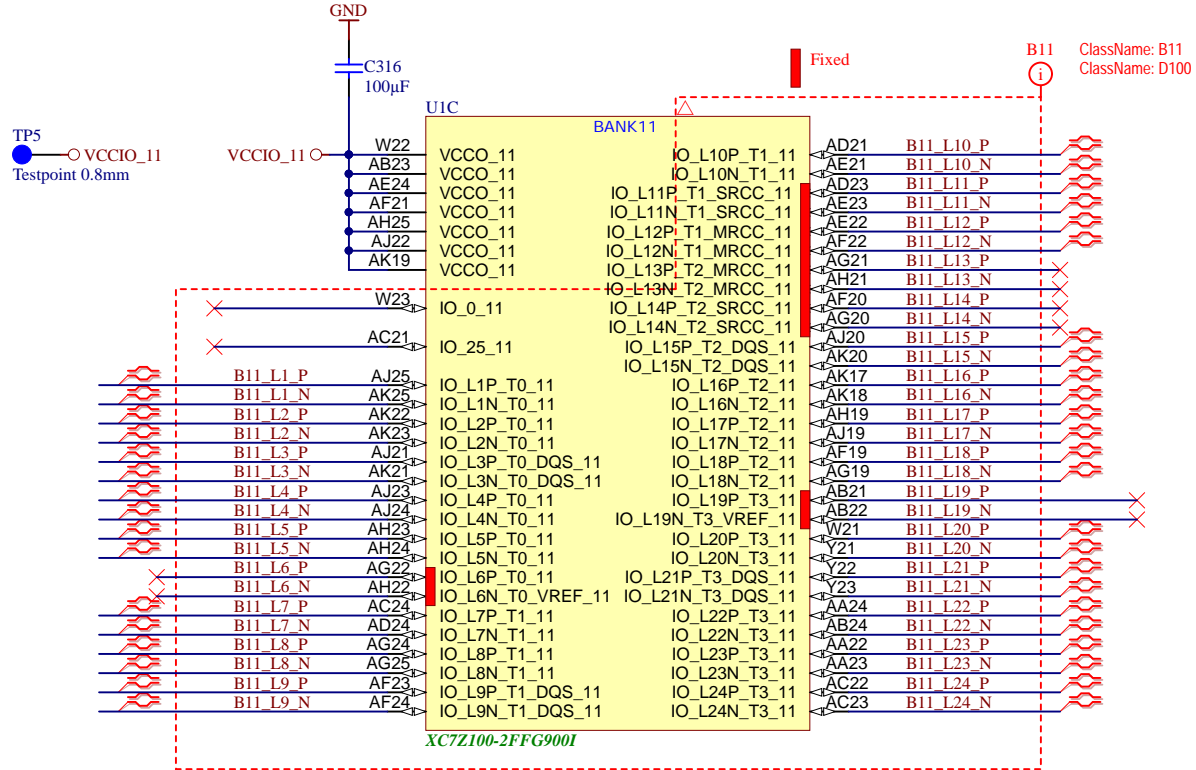 GND
C316
100µF
Fixed
B11
i
ClassName: B11
ClassName: D100
TP5
VCCIO_11
Testpoint 0.8mm
VCCIO_11
U1C
BANK11
W22 VCCO_11
AB23 VCCO_11
AE24 VCCO_11
AF21 VCCO_11
AH25 VCCO_11
AJ22 VCCO_11
AK19 VCCO_11
W23 IO_0_11
AC21 IO_25_11
B11_L1_P AJ25 IO_L1P_T0_11
B11_L1_N AK25 IO_L1N_T0_11
B11_L2_P AK22 IO_L2P_T0_11
B11_L2_N AK23 IO_L2N_T0_11
B11_L3_P AJ21 IO_L3P_T0_DQS_11
B11_L3_N AK21 IO_L3N_T0_DQS_11
B11_L4_P AJ23 IO_L4P_T0_11
B11_L4_N AJ24 IO_L4N_T0_11
B11_L5_P AH23 IO_L5P_T0_11
B11_L5_N AH24 IO_L5N_T0_11
B11_L6_P AG22 IO_L6P_T0_11
B11_L6_N AH22 IO_L6N_T0_VREF_11
B11_L7_P AC24 IO_L7P_T1_11
B11_L7_N AD24 IO_L7N_T1_11
B11_L8_P AG24 IO_L8P_T1_11
B11_L8_N AG25 IO_L8N_T1_11
B11_L9_P AF23 IO_L9P_T1_DQS_11
B11_L9_N AF24 IO_L9N_T1_DQS_11
IO_L10P_T1_11 AD21 B11_L10_P
IO_L10N_T1_11 AE21 B11_L10_N
IO_L11P_T1_SRCC_11 AD23 B11_L11_P
IO_L11N_T1_SRCC_11 AE23 B11_L11_N
IO_L12P_T1_MRCC_11 AE22 B11_L12_P
IO_L12N_T1_MRCC_11 AF22 B11_L12_N
IO_L13P_T2_MRCC_11 AG21 B11_L13_P
IO_L13N_T2_MRCC_11 AH21 B11_L13_N
IO_L14P_T2_SRCC_11 AF20 B11_L14_P
IO_L14N_T2_SRCC_11 AG20 B11_L14_N
IO_L15P_T2_DQS_11 AJ20 B11_L15_P
IO_L15N_T2_DQS_11 AK20 B11_L15_N
IO_L16P_T2_11 AK17 B11_L16_P
IO_L16N_T2_11 AK18 B11_L16_N
IO_L17P_T2_11 AH19 B11_L17_P
IO_L17N_T2_11 AJ19 B11_L17_N
IO_L18P_T2_11 AF19 B11_L18_P
IO_L18N_T2_11 AG19 B11_L18_N
IO_L19P_T3_11 AB21 B11_L19_P
IO_L19N_T3_VREF_11 AB22 B11_L19_N
IO_L20P_T3_11 W21 B11_L20_P
IO_L20N_T3_11 Y21 B11_L20_N
IO_L21P_T3_DQS_11 Y22 B11_L21_P
IO_L21N_T3_DQS_11 Y23 B11_L21_N
IO_L22P_T3_11 AA24 B11_L22_P
IO_L22N_T3_11 AB24 B11_L22_N
IO_L23P_T3_11 AA22 B11_L23_P
IO_L23N_T3_11 AA23 B11_L23_N
IO_L24P_T3_11 AC22 B11_L24_P
IO_L24N_T3_11 AC23 B11_L24_N
XC7Z100-2FFG900I